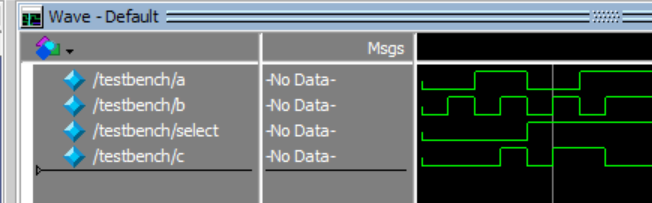 Wave - Default
Msgs
/testbench/a -No Data-
/testbench/b -No Data-
/testbench/select -No Data-
/testbench/c -No Data-